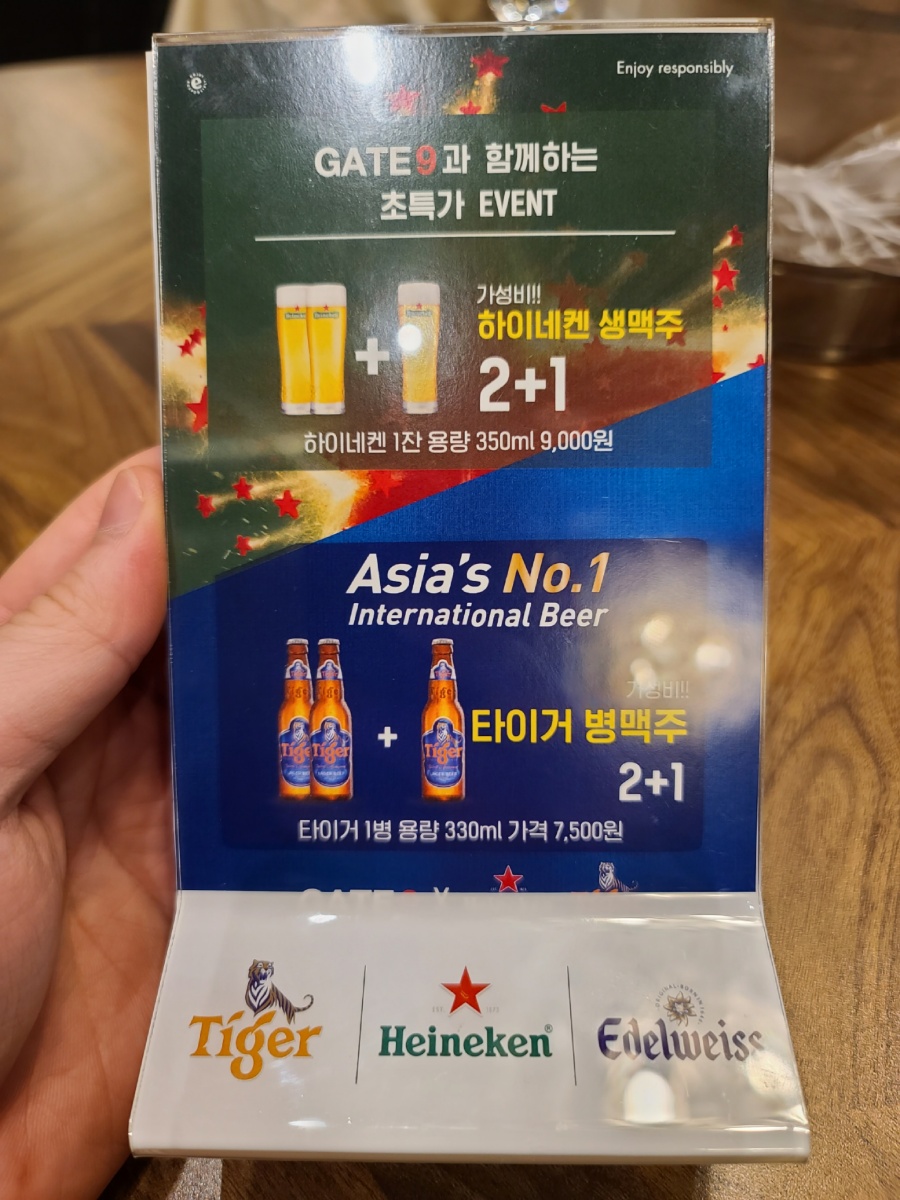 Enjoy responsibly
GATE9과 함께하는
초특가 EVENT
가성비!!
하이네켄 생맥주
2+1
하이네켄 1잔 용량 350ml 9,000원
Asia's No.1
International Beer
가성비!!
Tiger
Tiger
Tiger
타이거 병맥주
2+1
타이거 1병 용량 330ml 가격 7,500원
Tiger
Heineken®
Edelweiss